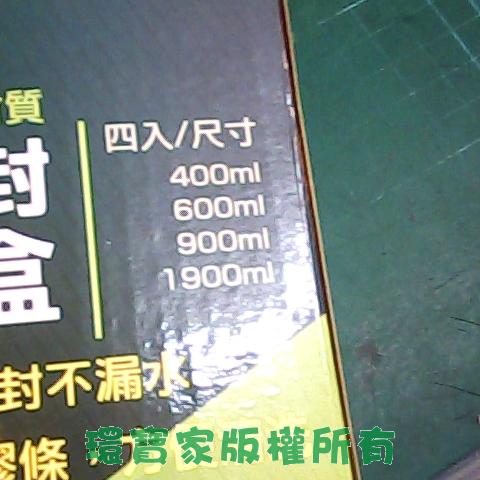 質
封
盒
四入/尺寸
400ml
600ml
900ml
1900ml
封不漏水
膠條
環寶家版權所有